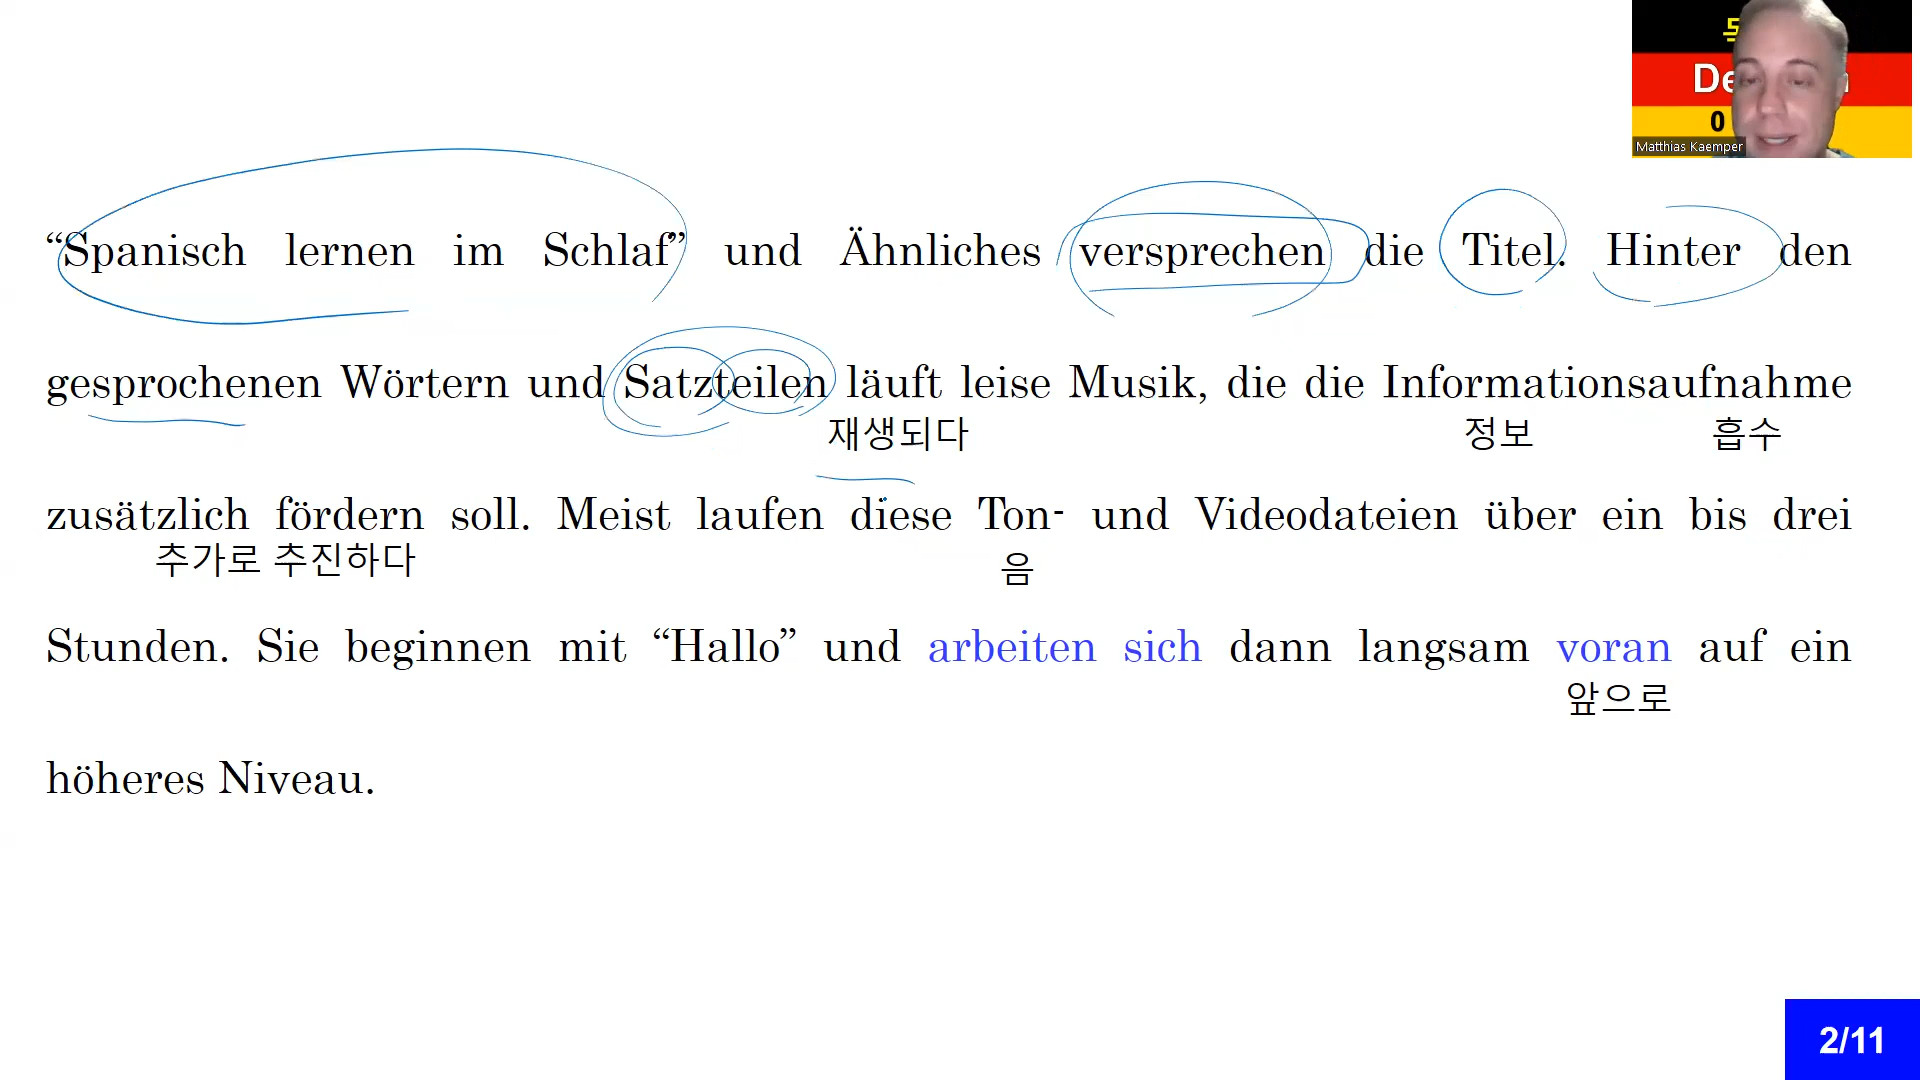 De
0
Matthias Kaemper
“Spanisch lernen im Schlaf” und Ähnliches versprechen die Titel. Hinter den
gesprochenen Wörtern und Satzteilen läuft leise Musik, die die Informationsaufnahme
재생되다 정보 흡수
zusätzlich fördern soll. Meist laufen diese Ton- und Videodateien über ein bis drei
추가로 추진하다 음
Stunden. Sie beginnen mit “Hallo” und arbeiten sich dann langsam voran auf ein
앞으로
höheres Niveau.
2/11